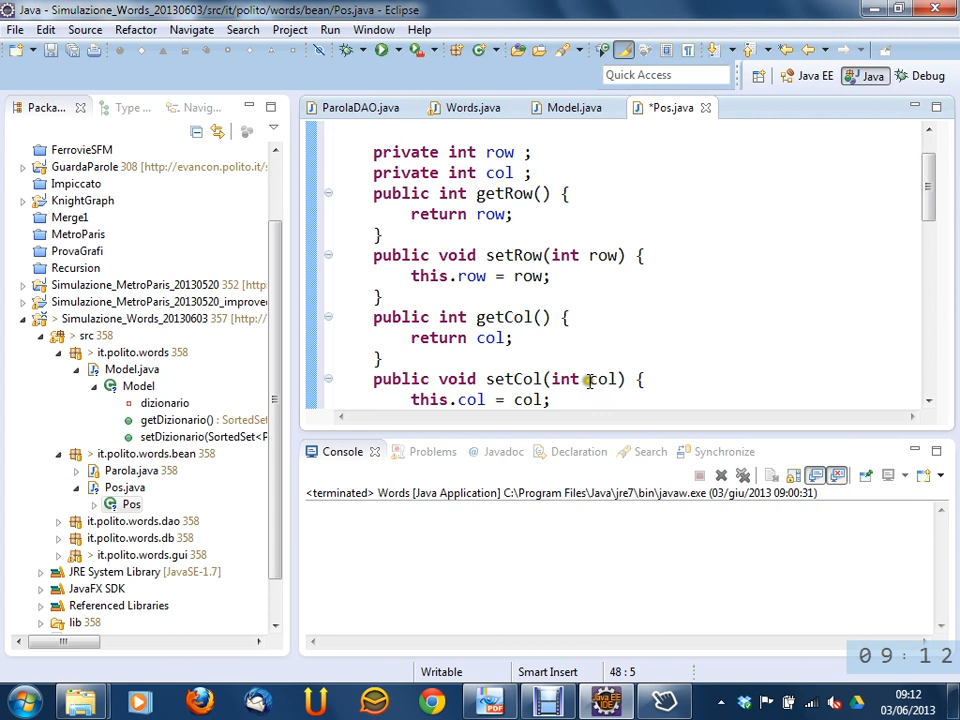 Java - Simulazione_Words_20130603/src/it/polito/words/bean/Pos.java - Eclipse
File Edit Source Refactor Navigate Search Project Run Window Help
Quick Access
Java EE Java Debug
Packa... Type ... Navig...
ParolaDAO.java Words.java Model.java *Pos.java
FerrovieSFM
GuardaParole 308 [http://evancon.polito.it/s
Impiccato
KnightGraph
Merge1
MetroParis
ProvaGrafi
Recursion
Simulazione_MetroParis_20130520 352 [http:
Simulazione_MetroParis_20130520_improve
> Simulazione_Words_20130603 357 [http:/
> src 358
> it.polito.words 358
> Model.java 358
Model
dizionario
getDizionario() : SortedSet
setDizionario(SortedSet<P
> it.polito.words.bean 358
Parola.java 358
Pos.java
Pos
it.polito.words.dao 358
it.polito.words.db 358
> it.polito.words.gui 358
JRE System Library [JavaSE-1.7]
JavaFX SDK
Referenced Libraries
lib 358
private int row ;
private int col ;
public int getRow() {
return row;
}
public void setRow(int row) {
this.row = row;
}
public int getCol() {
return col;
}
public void setCol(int col) {
this.col = col;
Console Problems Javadoc Declaration Search Synchronize
<terminated> Words [Java Application] C:\Program Files\Java\jre7\bin\javaw.exe (03/giu/2013 09:00:31)
09:12
Writable Smart Insert 48 : 5
09:12
03/06/2013